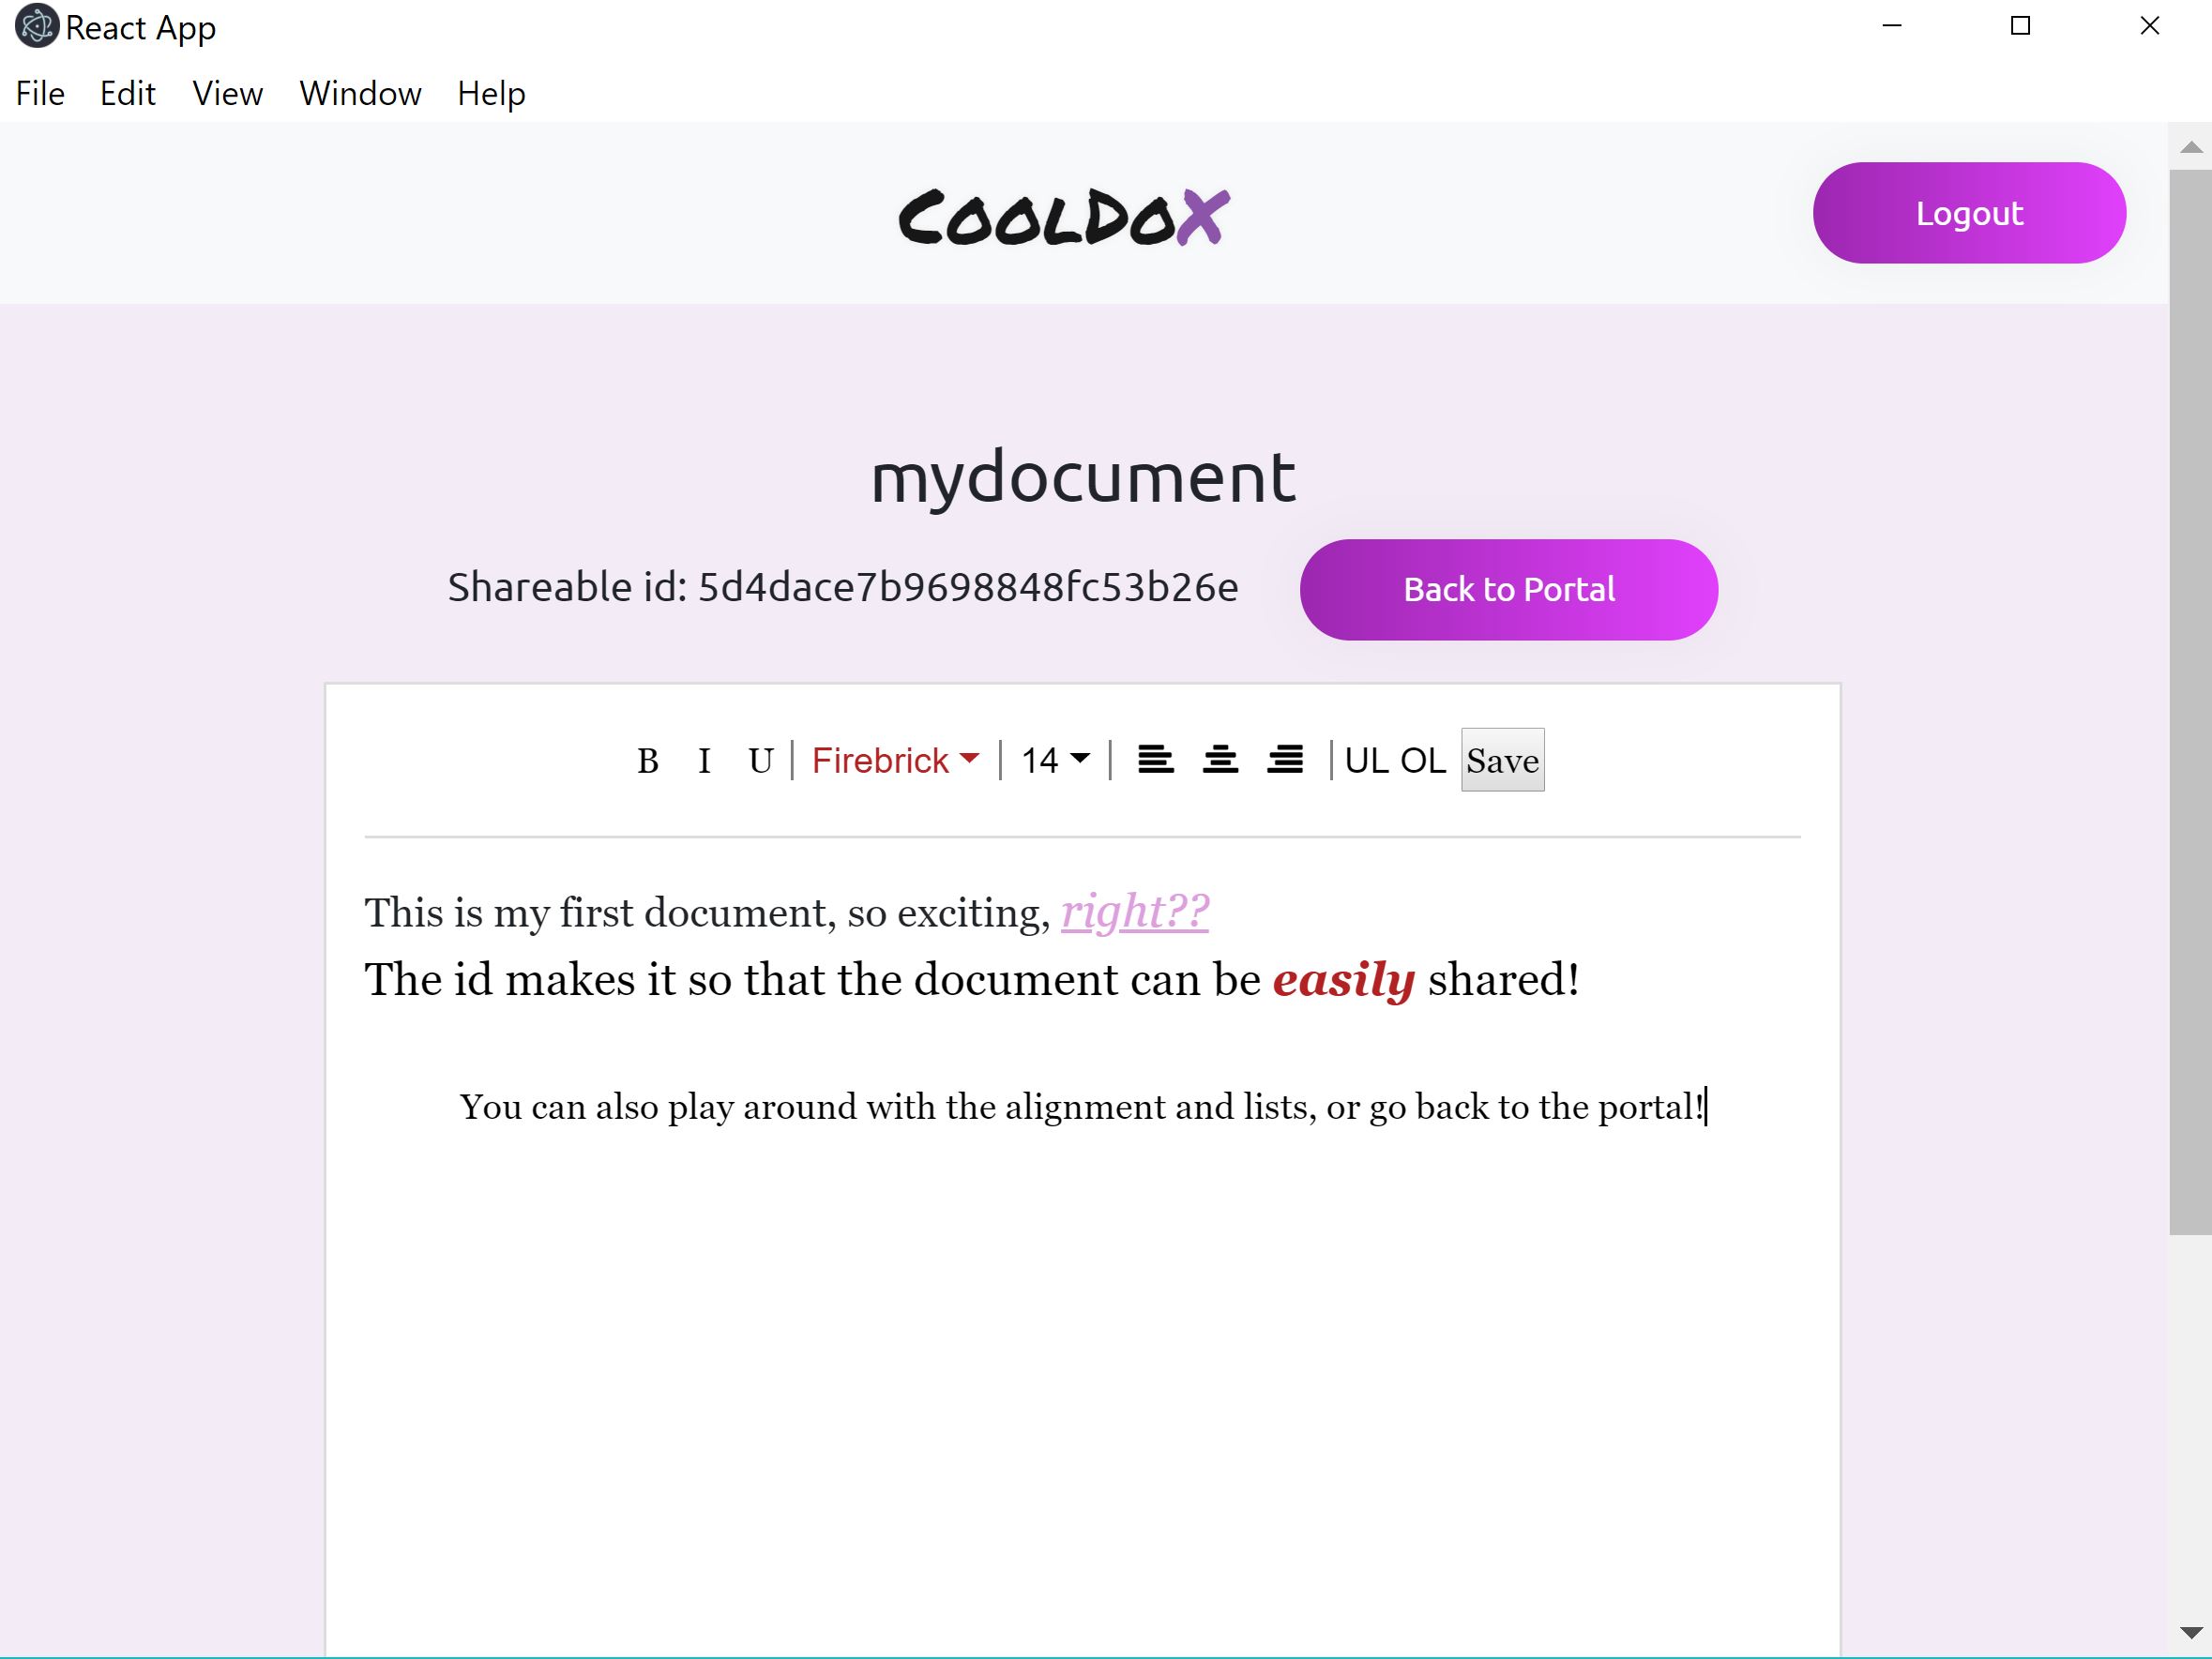 React App
File Edit View Window Help
CoolDoX
Logout
mydocument
Shareable id: 5d4dace7b9698848fc53b26e
Back to Portal
B I U Firebrick 14 UL OL Save
This is my first document, so exciting, right??
The id makes it so that the document can be easily shared!
You can also play around with the alignment and lists, or go back to the portal!